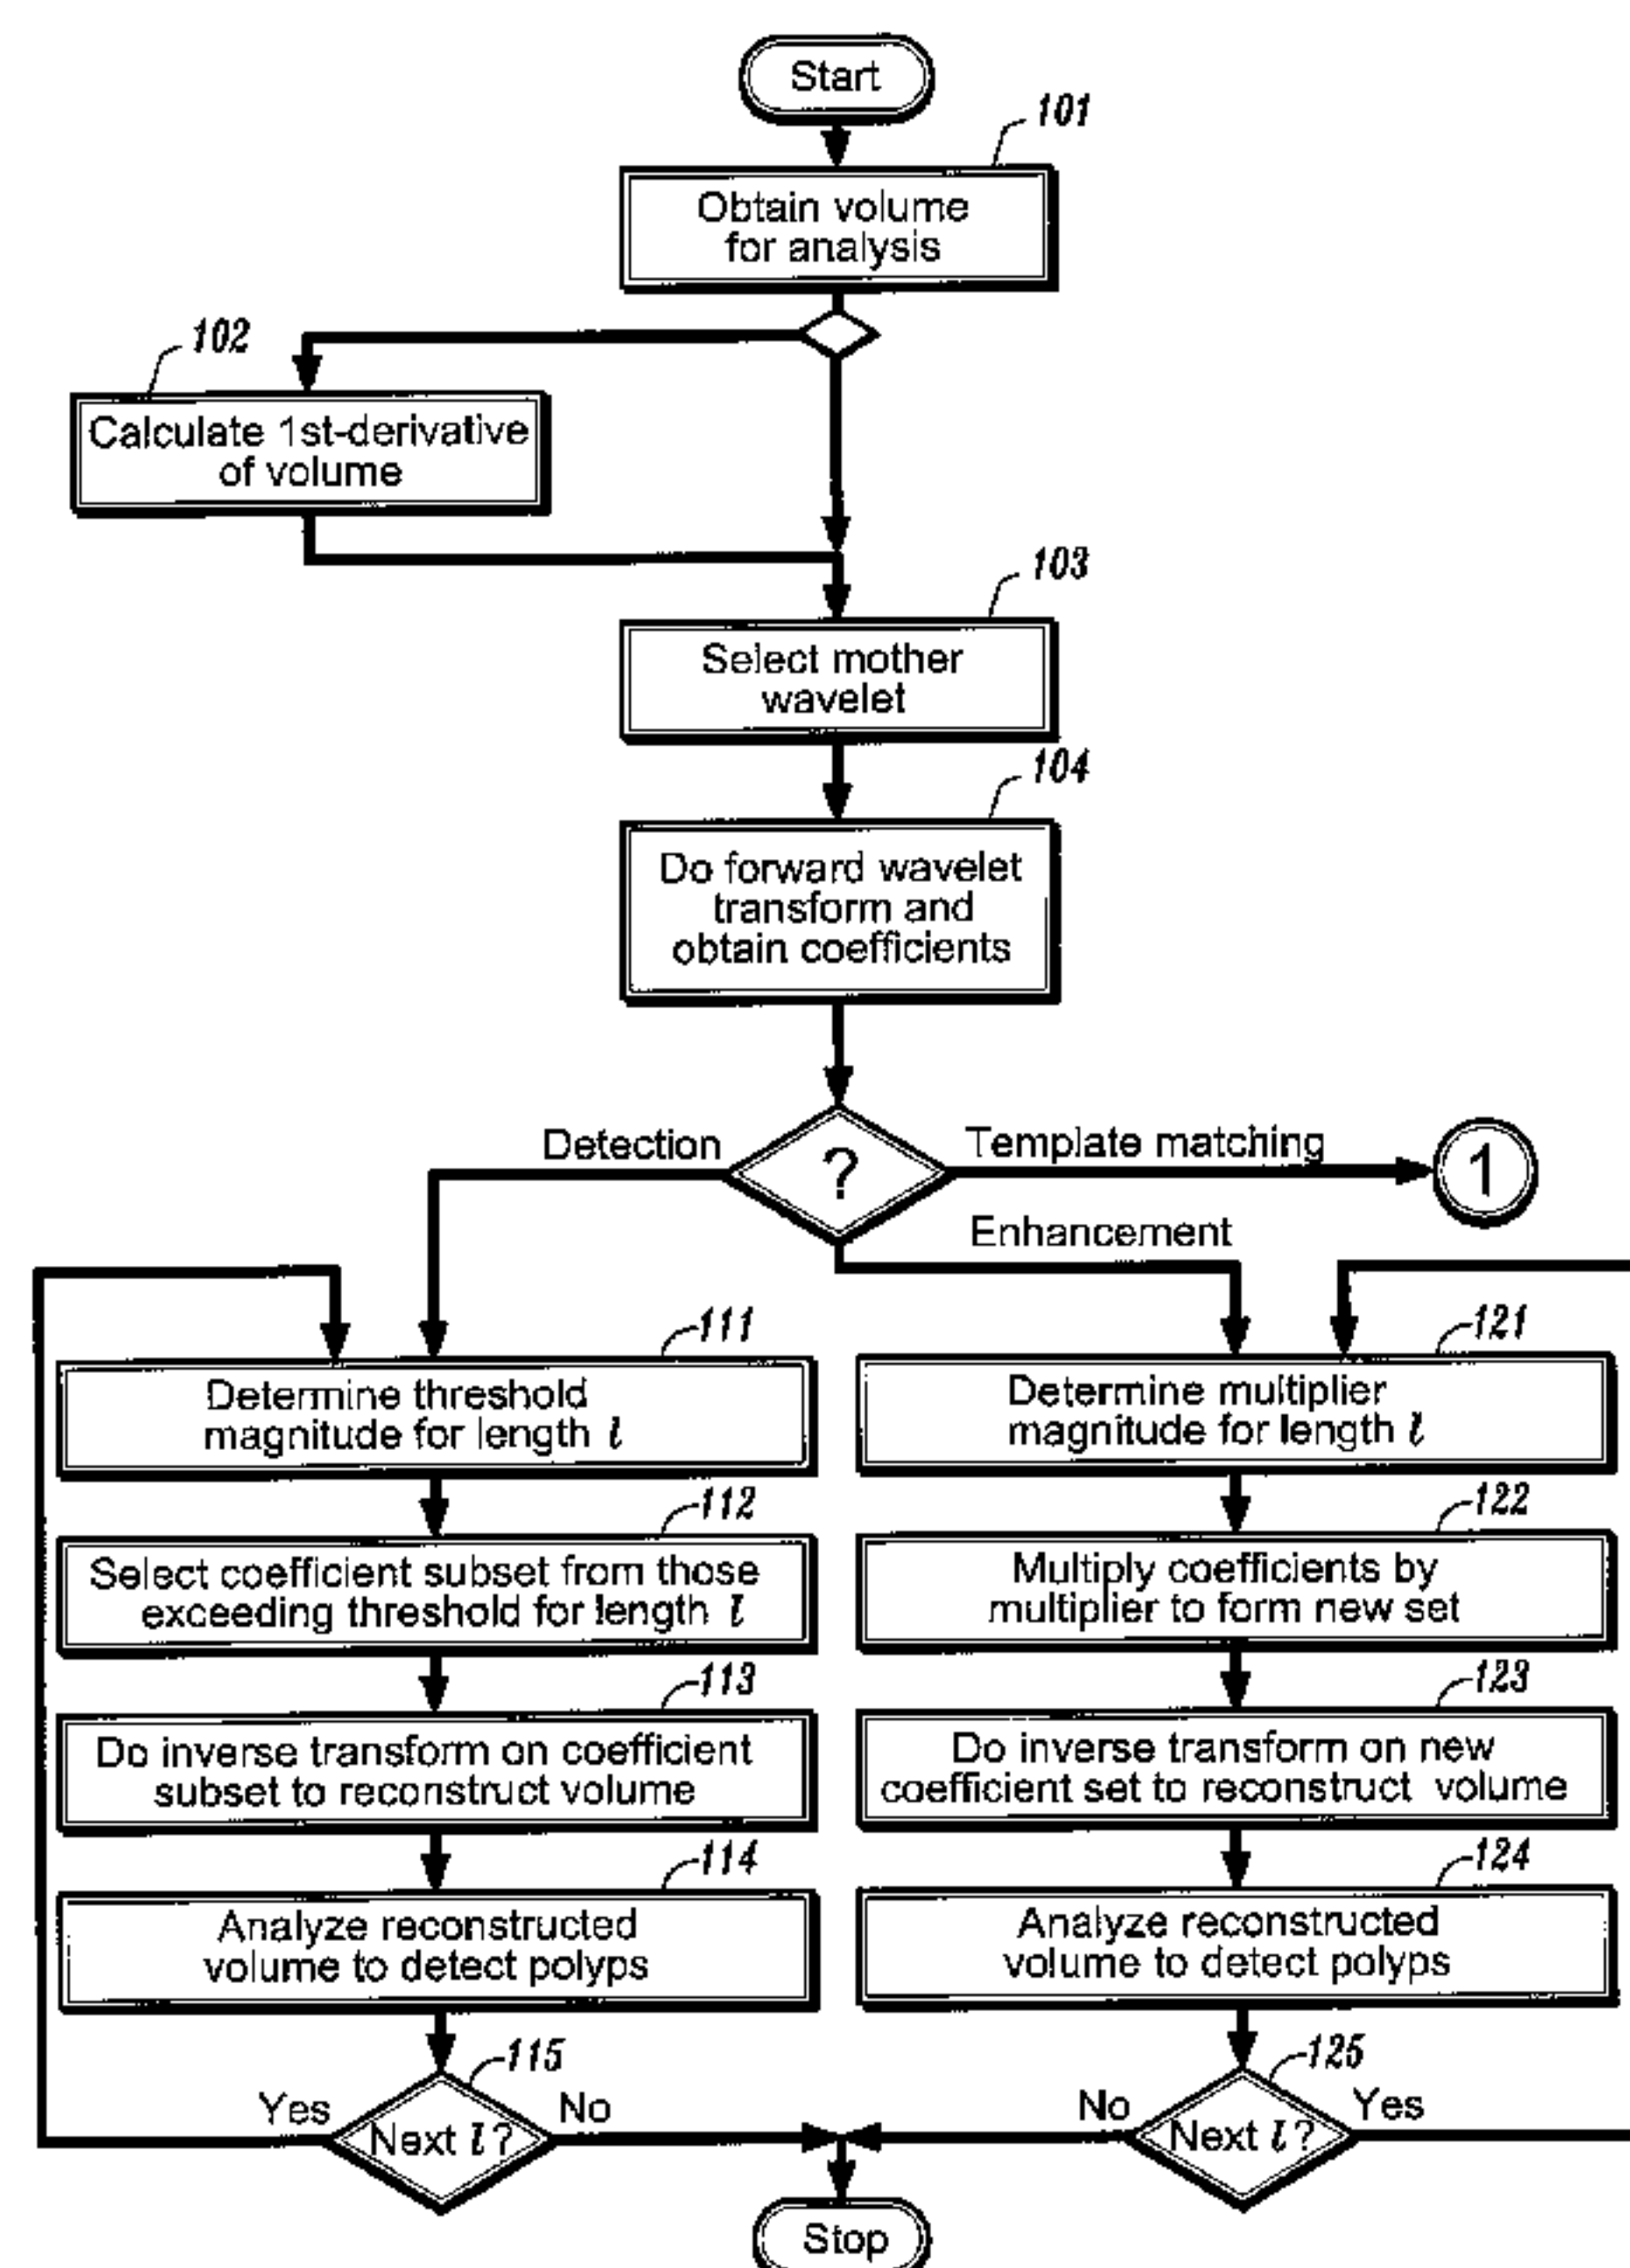 Start
101
Obtain volume
for analysis
102
Calculate 1st-derivative
of volume
103
Select mother
wavelet
104
Do forward wavelet
transform and
obtain coefficients
Detection
?
Template matching
1
Enhancement
111
Determine threshold
magnitude for length l
121
Determine multiplier
magnitude for length l
112
Select coefficient subset from those
exceeding threshold for length l
122
Multiply coefficients by
multiplier to form new set
113
Do inverse transform on coefficient
subset to reconstruct volume
123
Do inverse transform on new
coefficient set to reconstruct volume
114
Analyze reconstructed
volume to detect polyps
124
Analyze reconstructed
volume to detect polyps
115
Yes
Next l?
No
125
No
Next l?
Yes
Stop